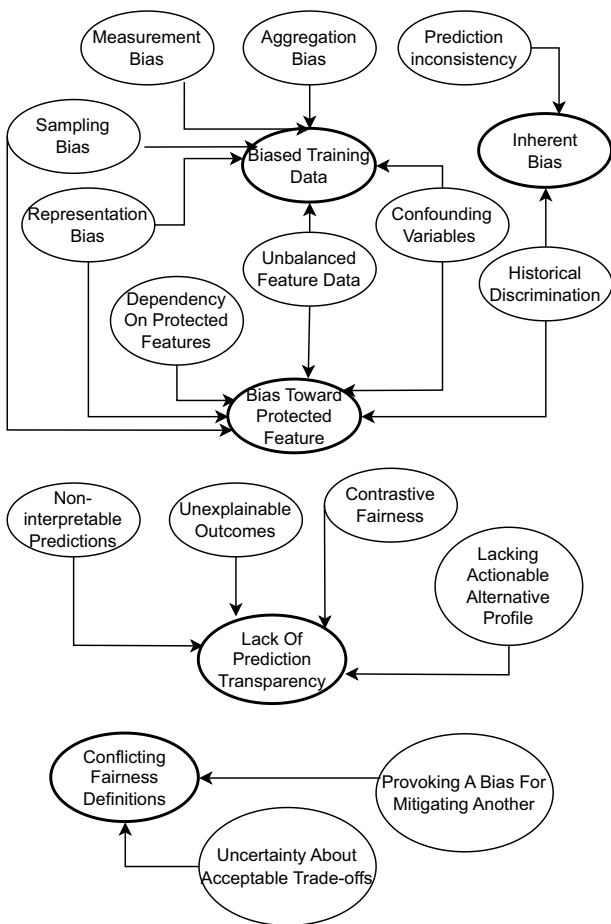 Measurement
Bias
Aggregation
Bias
Prediction
inconsistency
Sampling
Bias
Biased Training
Data
Inherent
Bias
Representation
Bias
Confounding
Variables
Unbalanced
Feature Data
Historical
Discrimination
Dependency
On Protected
Features
Bias Toward
Protected
Feature
Non-
interpretable
Predictions
Unexplainable
Outcomes
Contrastive
Fairness
Lacking
Actionable
Alternative
Profile
Lack Of
Prediction
Transparency
Conflicting
Fairness
Definitions
Provoking A Bias For
Mitigating Another
Uncertainty About
Acceptable Trade-offs